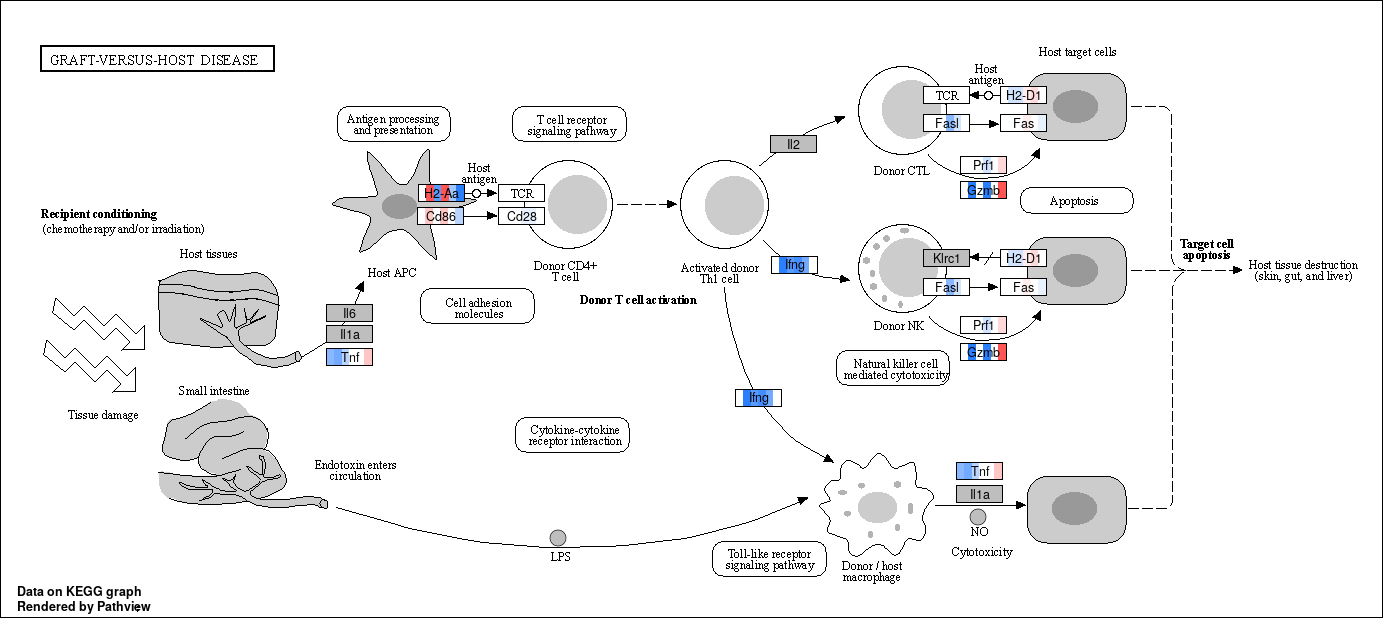 GRAFT-VERSUS-HOST DISEASE
Antigen processing
and presentation
T cell receptor
signaling pathway
Host
antigen
H2-Aa
TCR
Cd86
Cd28
Host APC
Donor CD4+
T cell
Cell adhesion
molecules
Donor T cell activation
Activated donor
Th1 cell
Recipient conditioning
(chemotherapy and/or irradiation)
Host tissues
Il6
Il1a
Tnf
Tissue damage
Small intestine
Endotoxin enters
circulation
Cytokine-cytokine
receptor interaction
LPS
Il2
Ifng
Ifng
Host target cells
Host
antigen
TCR
H2-D1
Fasl
Fas
Donor CTL
Prf1
Gzmb
Apoptosis
Klrc1
H2-D1
Fasl
Fas
Donor NK
Prf1
Gzmb
Natural killer cell
mediated cytotoxicity
Target cell
apoptosis
Host tissue destruction
(skin, gut, and liver)
Tnf
Il1a
NO
Cytotoxicity
Toll-like receptor
signaling pathway
Donor / host
macrophage
Data on KEGG graph
Rendered by Pathview